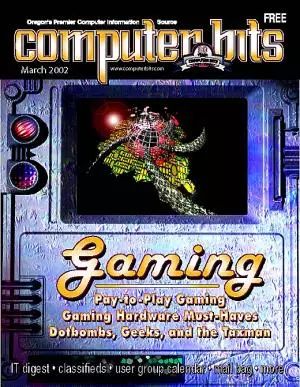 Oregon's Premier Computer Information Source
FREE
computer bits
March 2002
www.computerbits.com
Gaming
Pay-to-Play Gaming
Gaming Hardware Must-Haves
Dotbombs, Geeks, and the Taxman
IT digest • classifieds • user group calendar • mail bag • more